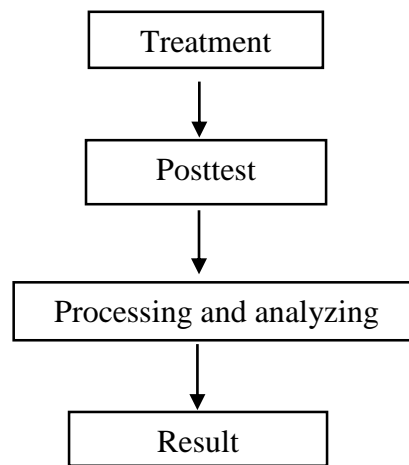 Treatment
Posttest
Processing and analyzing
Result